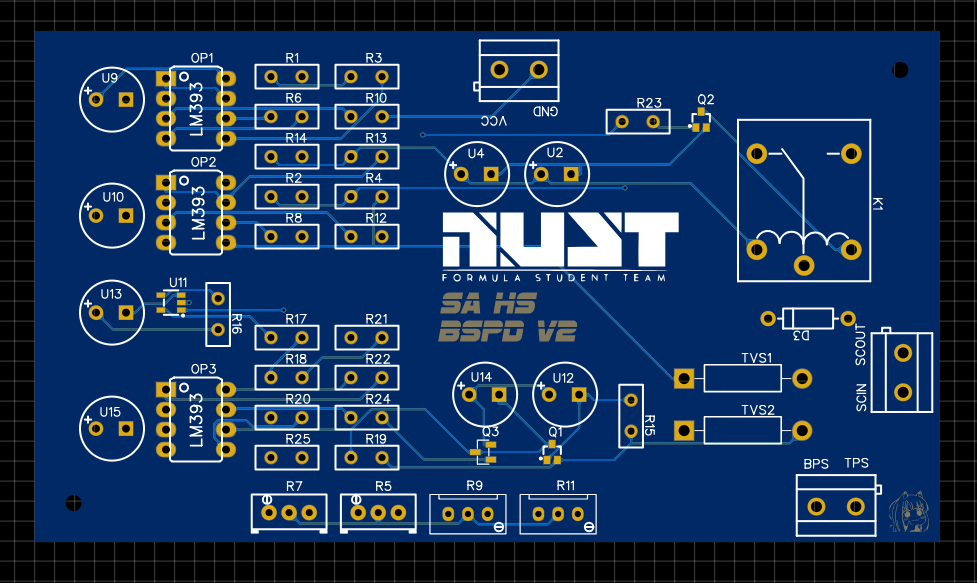 OP1
R1
R3
U9
LM393
R6
R10
VCC
GND
R23
Q2
R14
R13
OP2
U4
U2
R2
R4
U10
LM393
R8
R12
K1
NUST
FORMULA STUDENT TEAM
U13
U11
R16
SA HS
BSPD V2
R17
R21
D3
SCOUT
SCIN
R18
R22
OP3
U14
U12
TVS1
U15
LM393
R20
R24
R15
TVS2
R25
R19
Q3
Q1
BPS
TPS
R7
R5
R9
R11